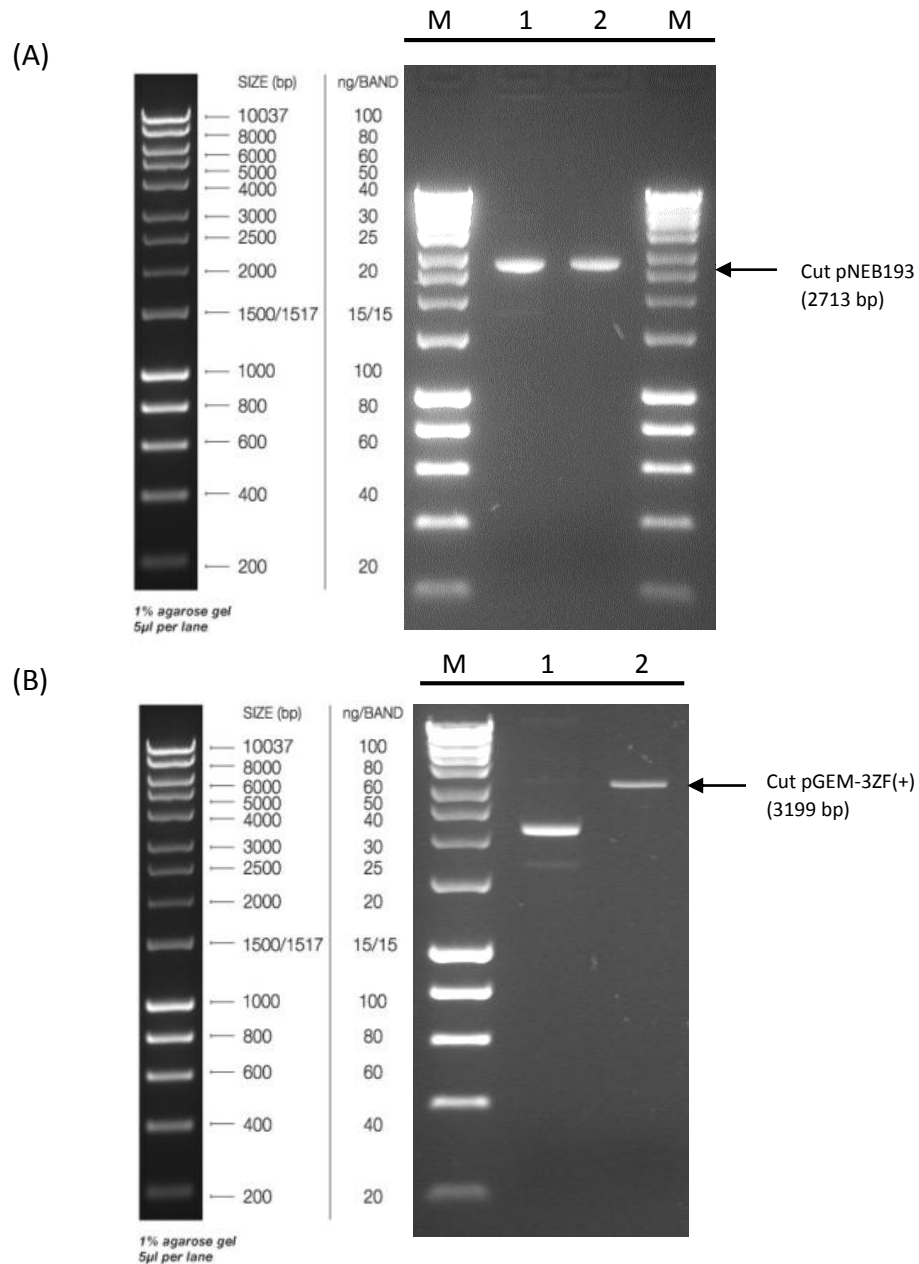 (A)
M 1 2 M
SIZE (bp) ng/BAND
10037 100
8000 80
6000 60
5000 50
4000 40
3000 30
2500 25
2000 20
1500/1517 15/15
1000 100
800 80
600 60
400 40
200 20
1% agarose gel
5µl per lane
Cut pNEB193
(2713 bp)
(B)
M 1 2
SIZE (bp) ng/BAND
10037 100
8000 80
6000 60
5000 50
4000 40
3000 30
2500 25
2000 20
1500/1517 15/15
1000 100
800 80
600 60
400 40
200 20
1% agarose gel
5µl per lane
Cut pGEM-3ZF(+)
(3199 bp)